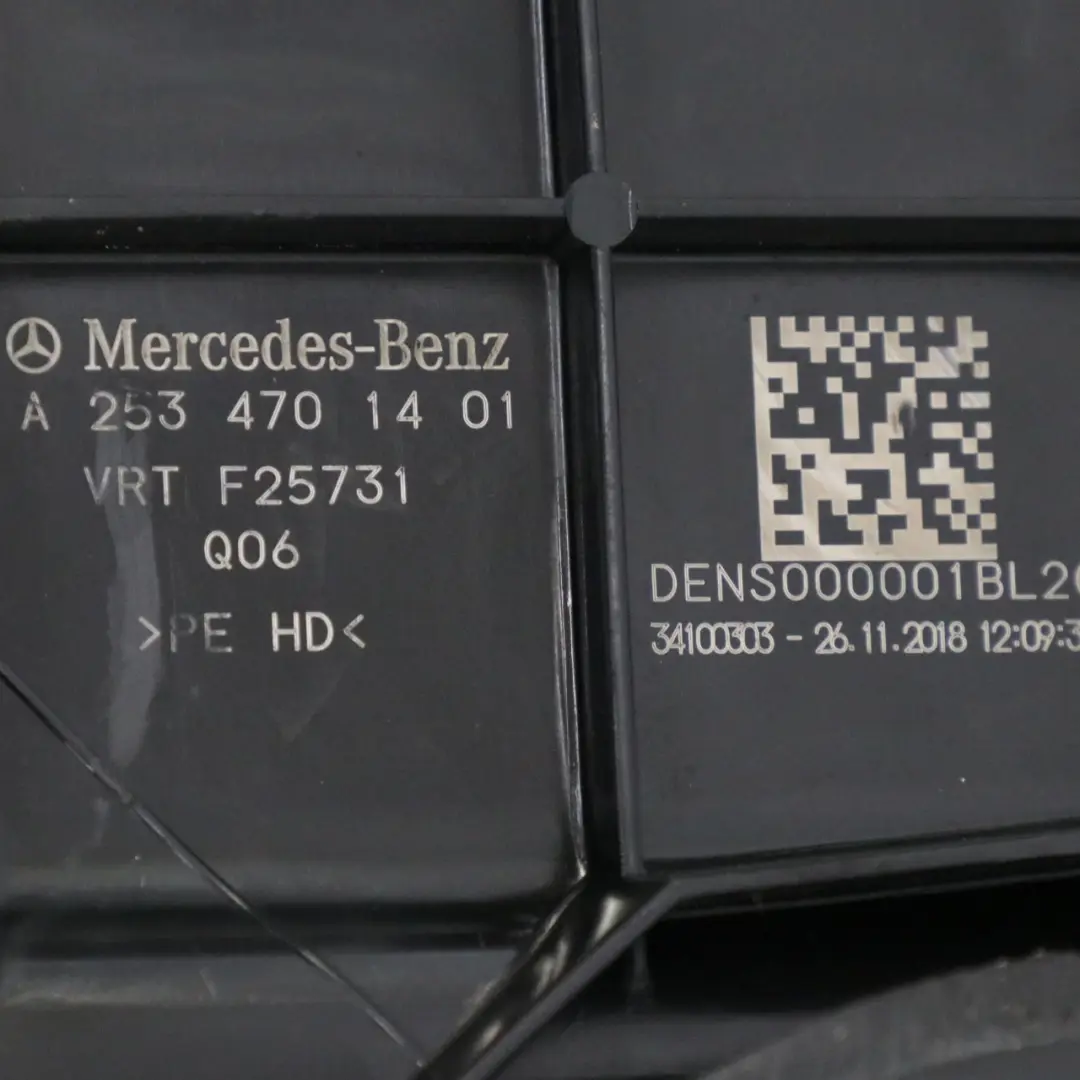 Mercedes-Benz
A 253 470 14 01
VRT F25731
Q06
>PE HD<
DENS000001BL2
34100303 - 26.11.2018 12:09:3